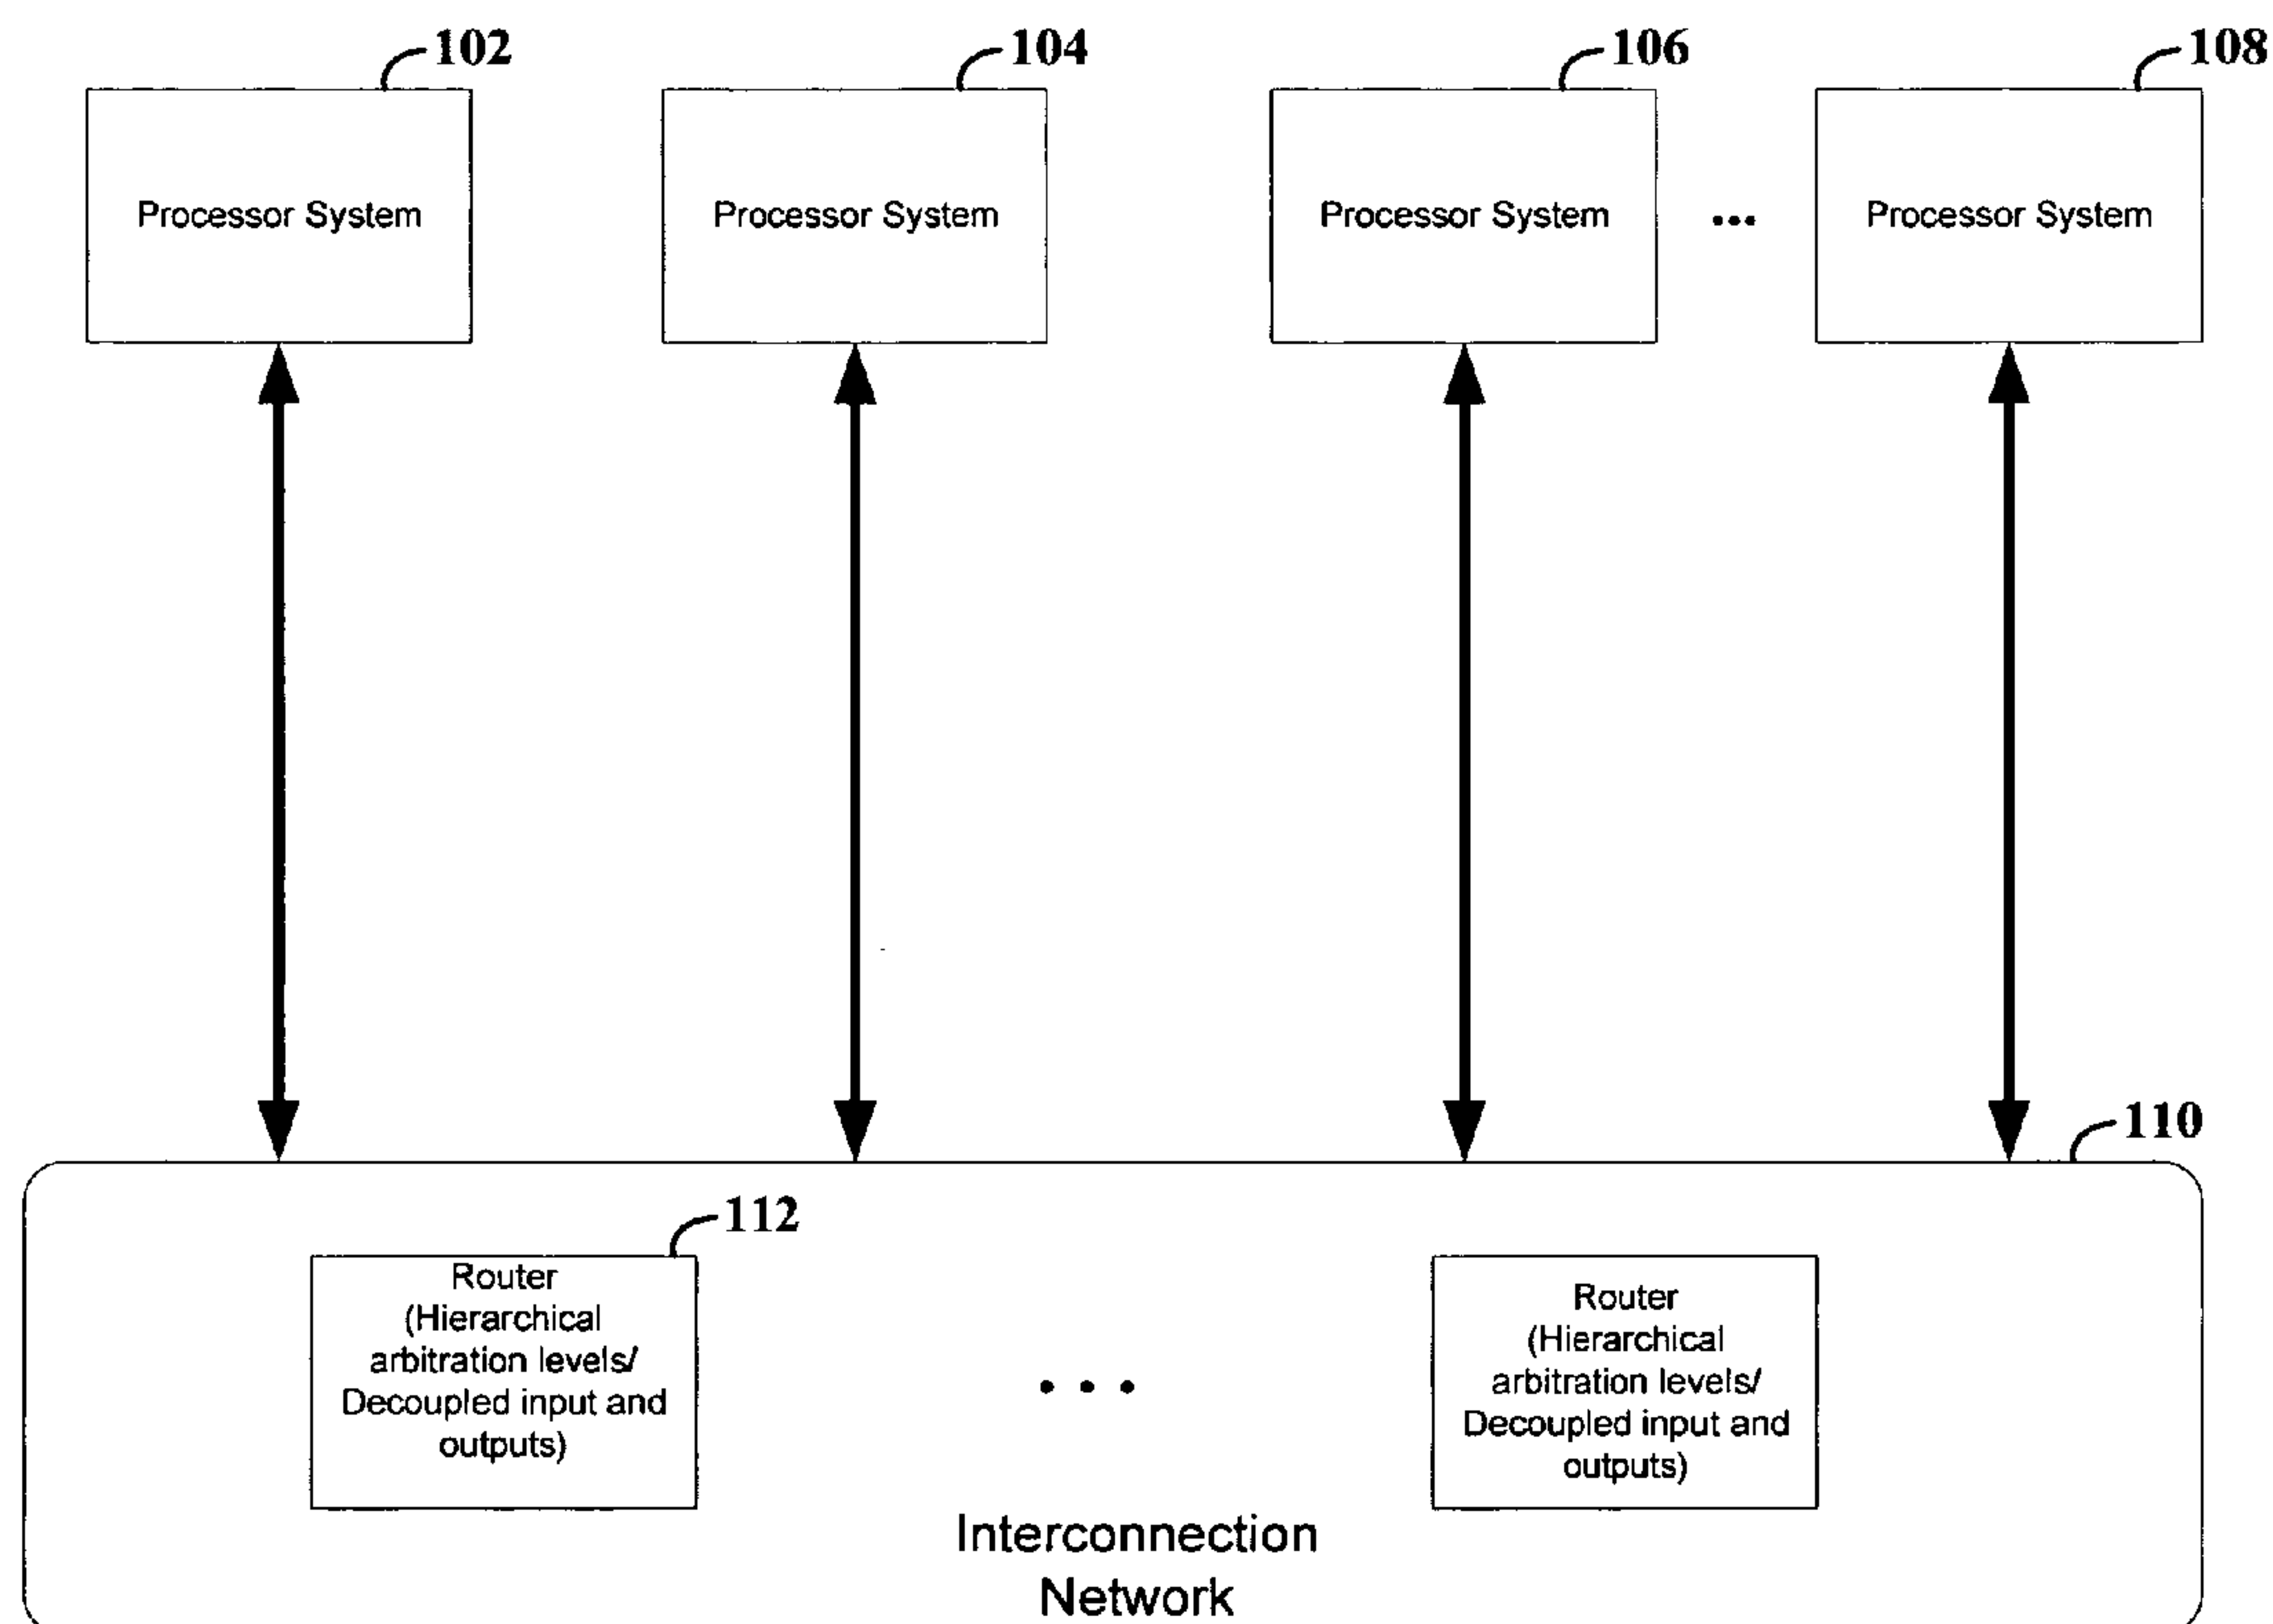 102
104
106
108
Processor System
Processor System
Processor System
...
Processor System
110
112
Router
(Hierarchical
arbitration levels/
Decoupled input and
outputs)
. . .
Router
(Hierarchical
arbitration levels/
Decoupled input and
outputs)
Interconnection
Network